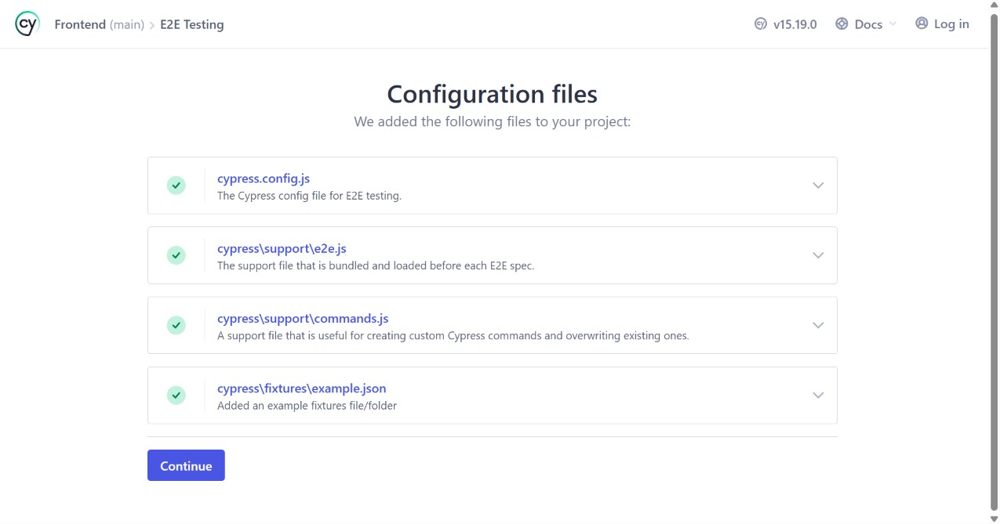 cy Frontend (main) > E2E Testing cy v15.19.0 Docs Log in
Configuration files
We added the following files to your project:
cypress.config.js
The Cypress config file for E2E testing.
cypress\support\e2e.js
The support file that is bundled and loaded before each E2E spec.
cypress\support\commands.js
A support file that is useful for creating custom Cypress commands and overwriting existing ones.
cypress\fixtures\example.json
Added an example fixtures file/folder
Continue